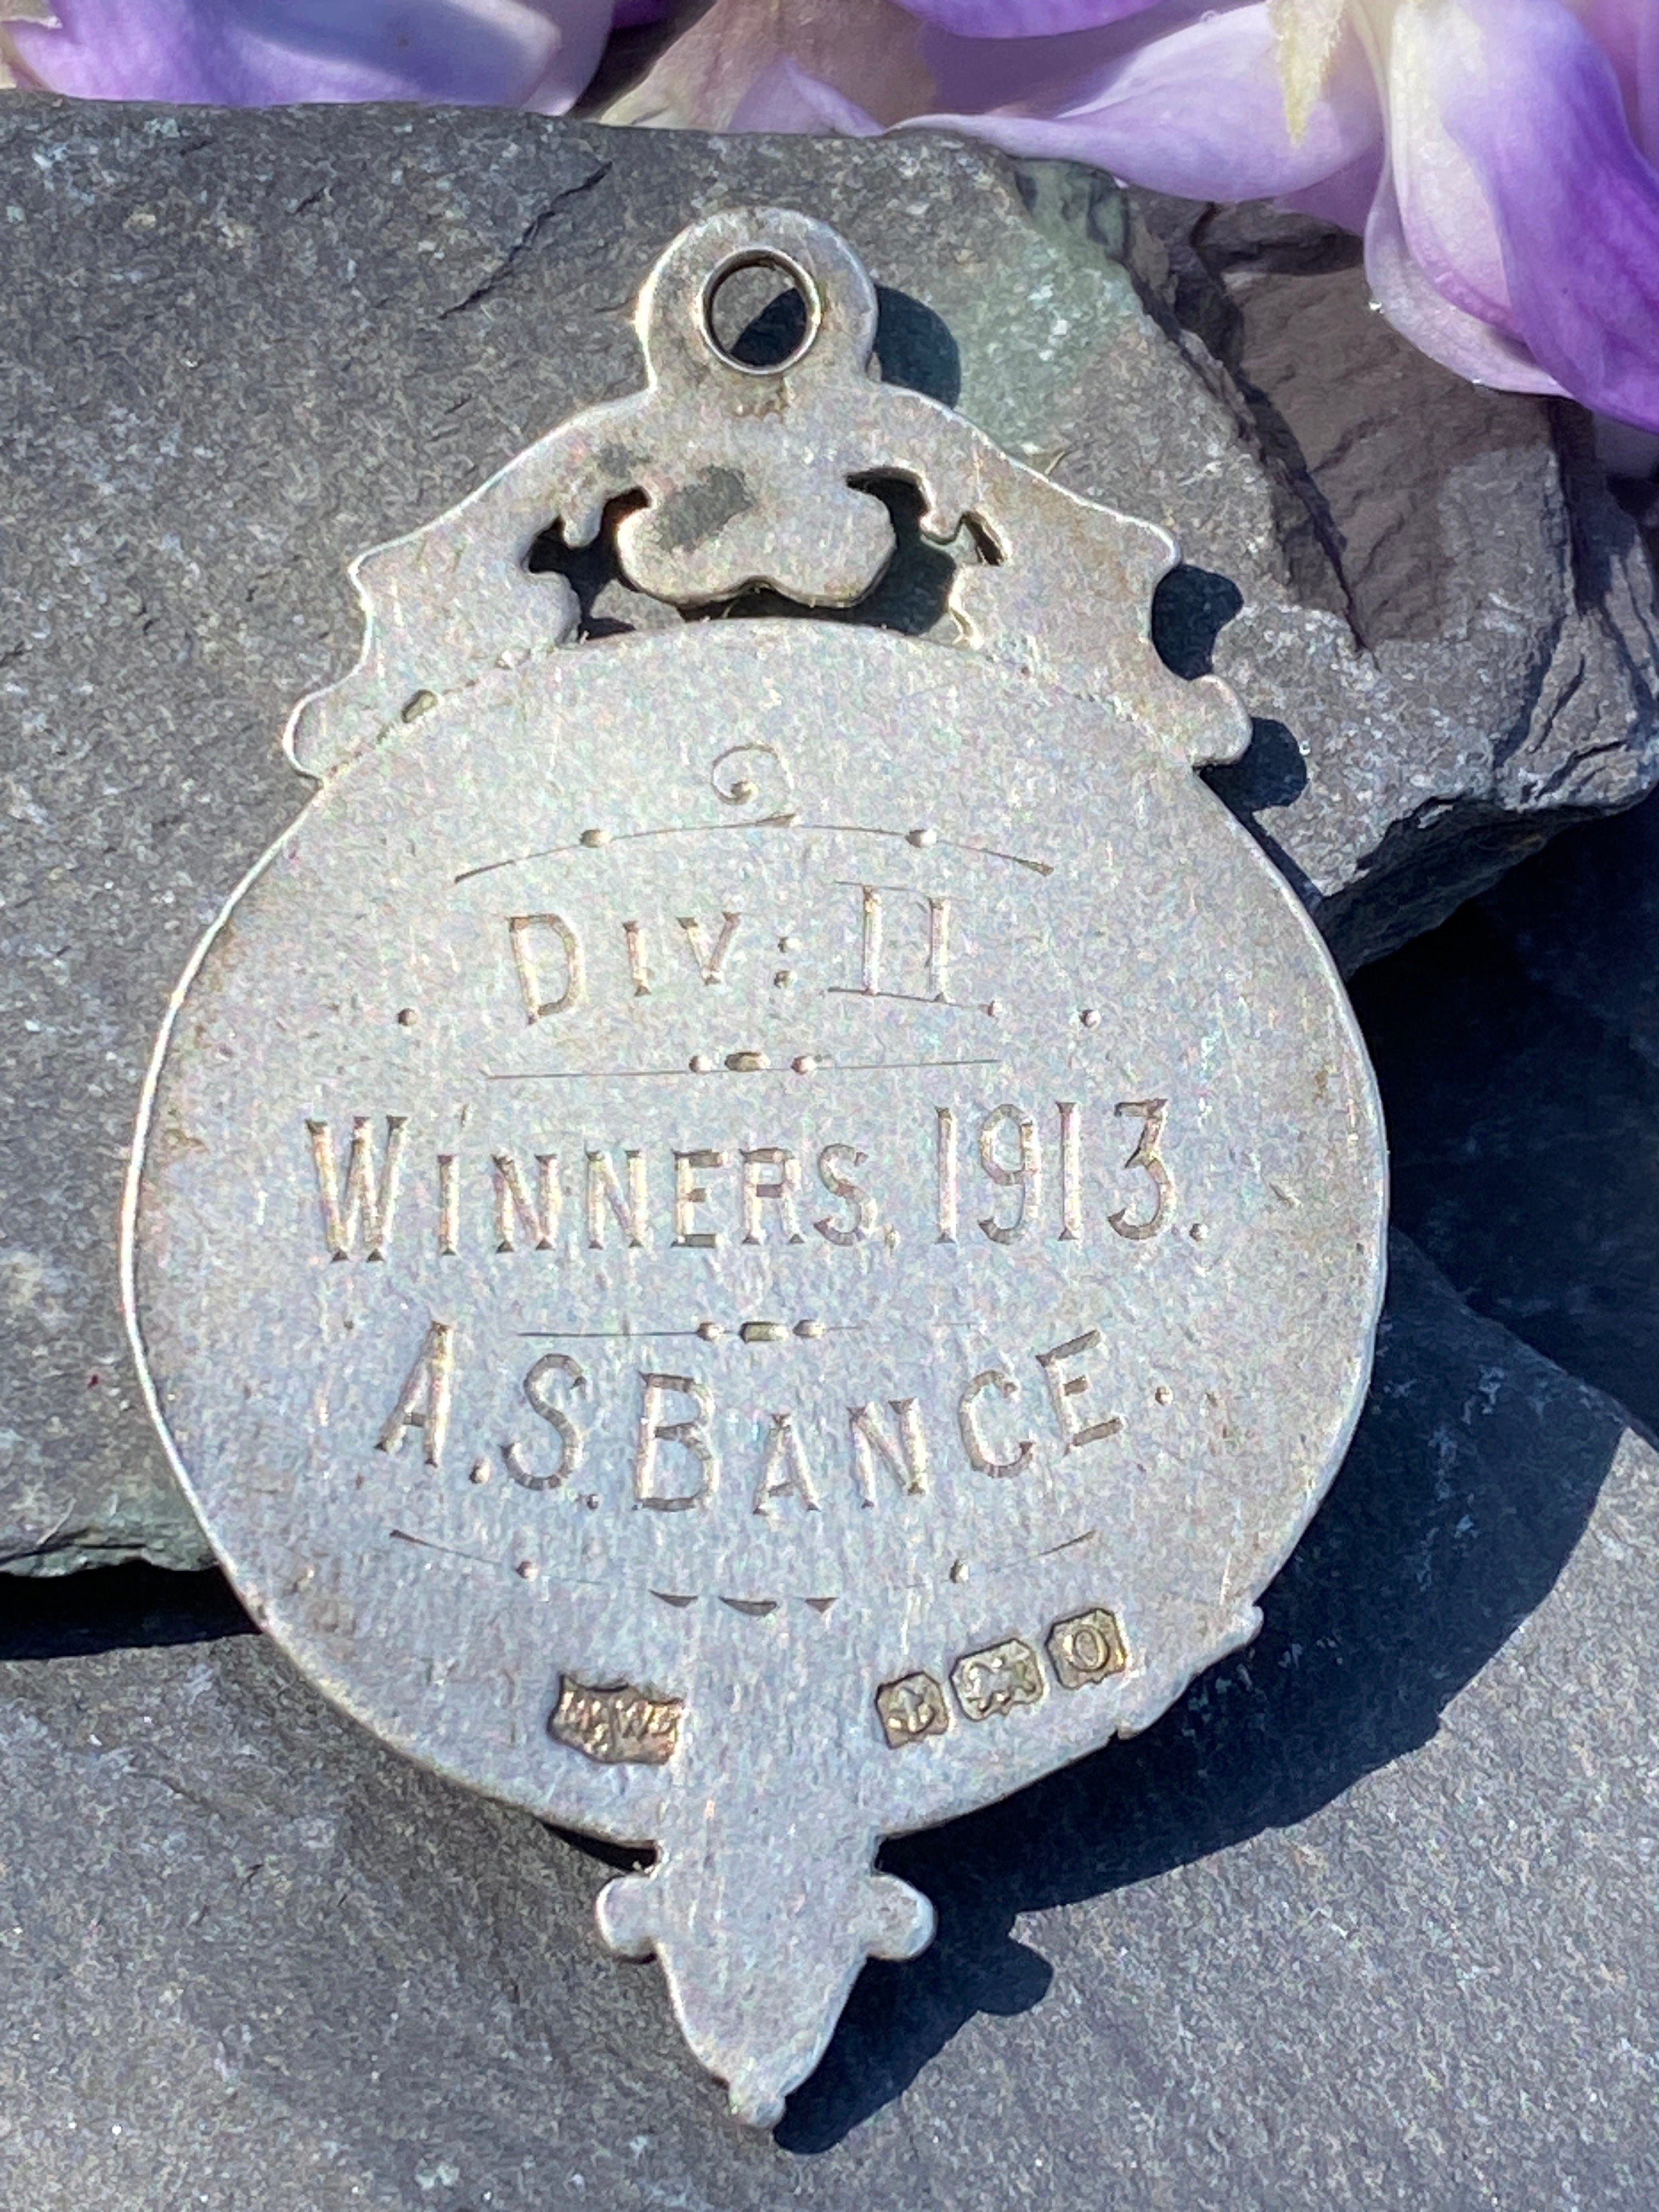 DIV: II
WINNERS, 1913.
A.S.BANCE.
O